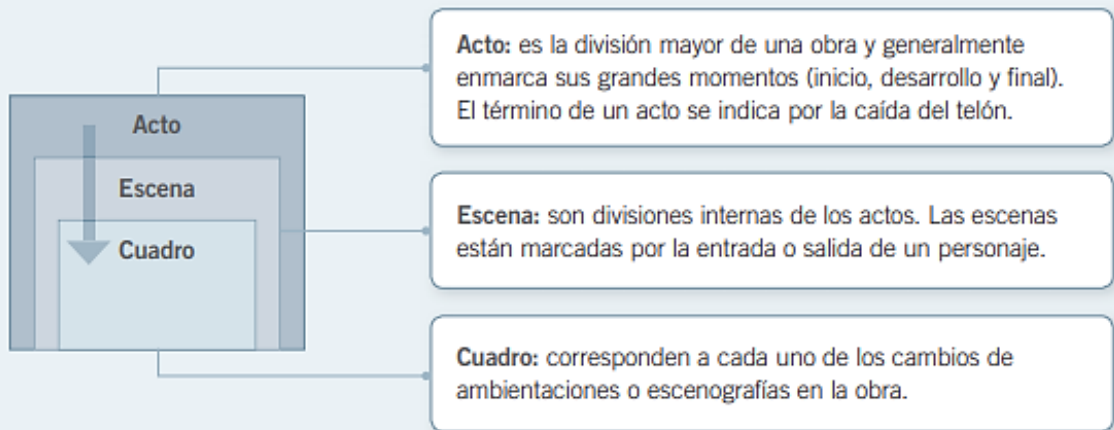 Acto
Escena
Cuadro
Acto: es la división mayor de una obra y generalmente
enmarca sus grandes momentos (inicio, desarrollo y final).
El término de un acto se indica por la caída del telón.
Escena: son divisiones internas de los actos. Las escenas
están marcadas por la entrada o salida de un personaje.
Cuadro: corresponden a cada uno de los cambios de
ambientaciones o escenografías en la obra.